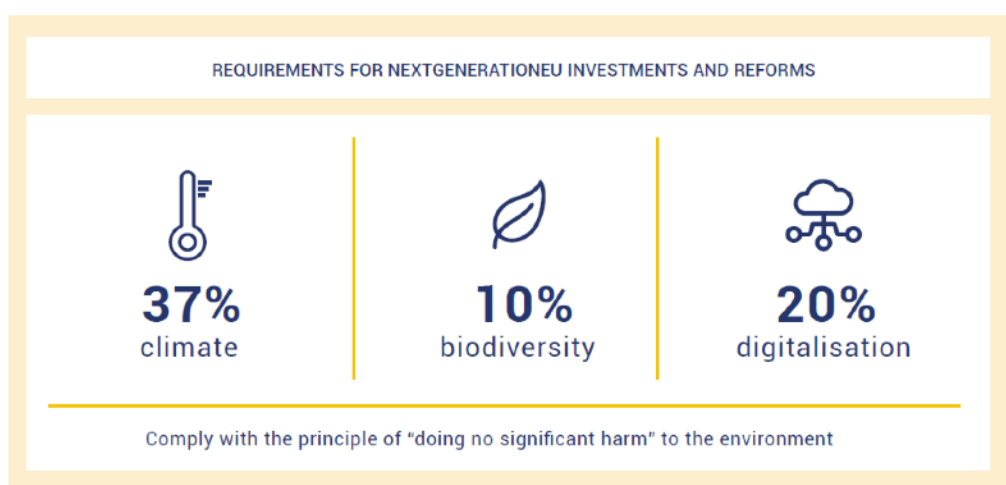 REQUIREMENTS FOR NEXTGENERATIONEU INVESTMENTS AND REFORMS
37%
climate
10%
biodiversity
20%
digitalisation
Comply with the principle of “doing no significant harm” to the environment